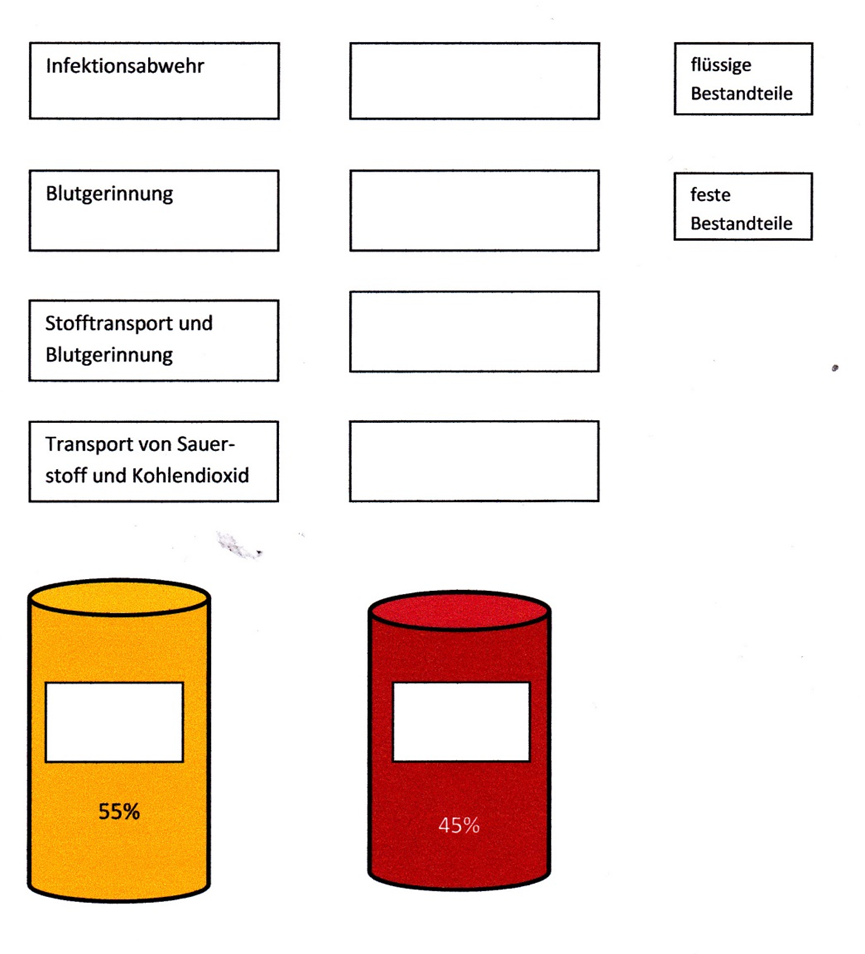 Infektionsabwehr
flüssige
Bestandteile
Blutgerinnung
feste
Bestandteile
Stofftransport und
Blutgerinnung
Transport von Sauer-
stoff und Kohlendioxid
55%
45%